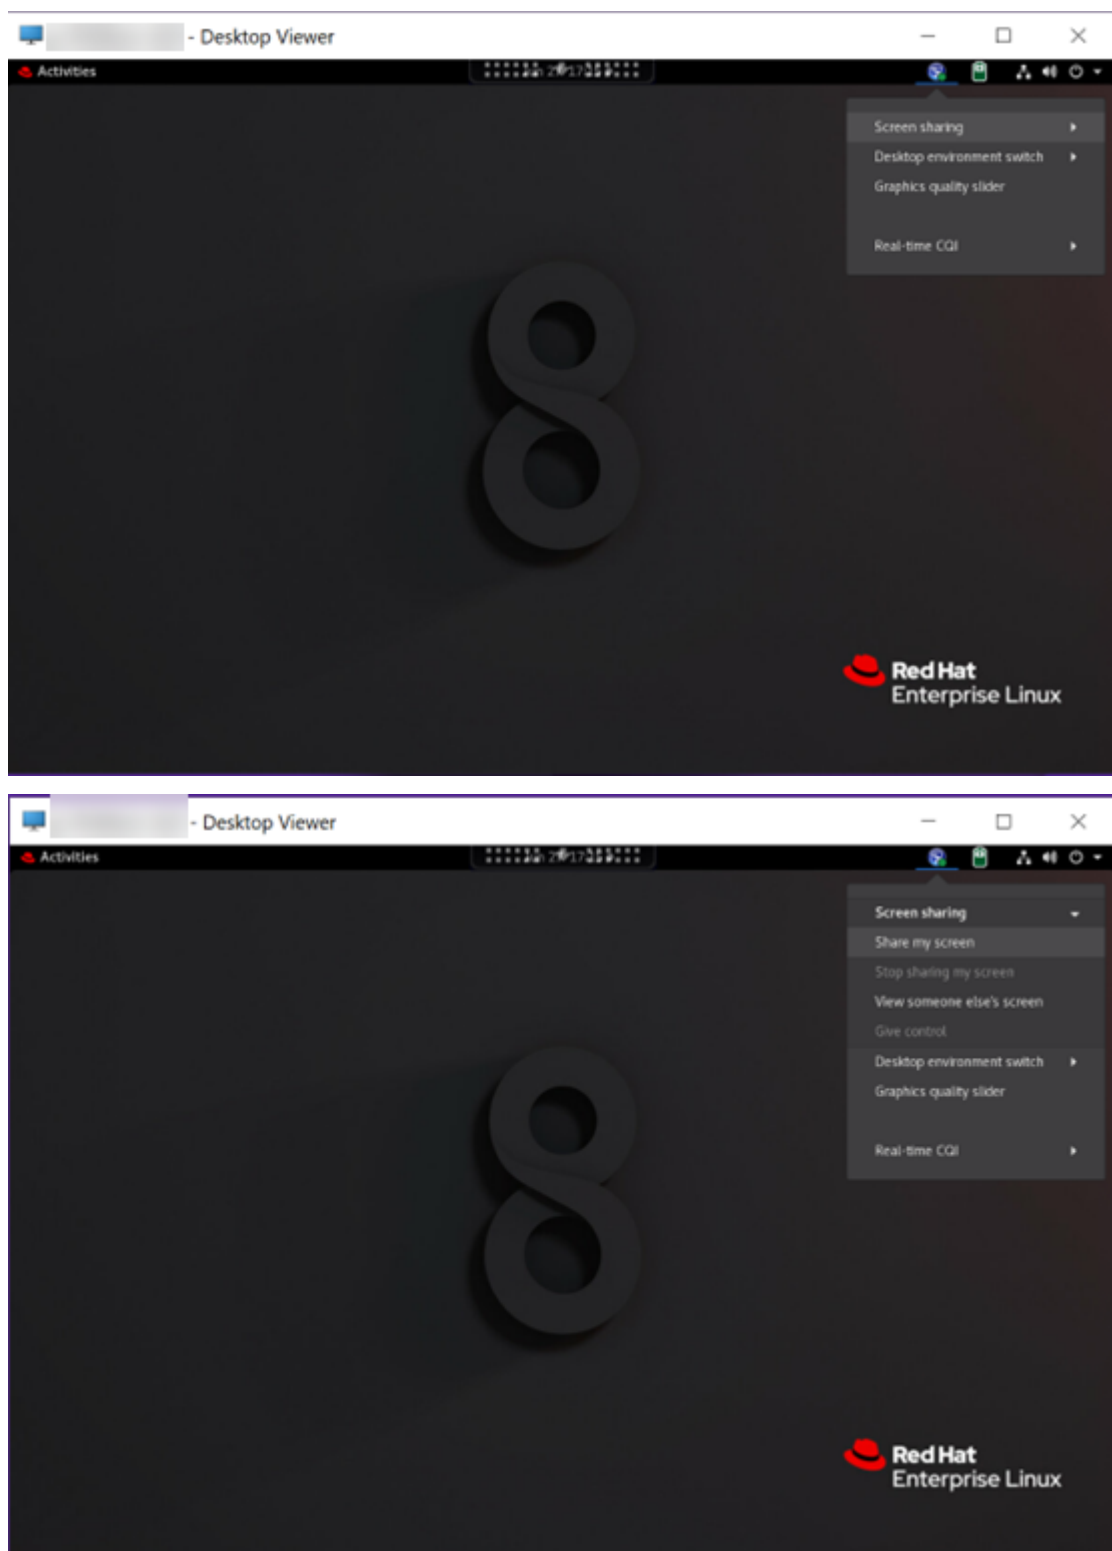 - Desktop Viewer
Activities
Screen sharing
Desktop environment switch
Graphics quality slider
Real-time CQI
8
Red Hat
Enterprise Linux
- Desktop Viewer
Activities
Screen sharing
Share my screen
Stop sharing my screen
View someone else's screen
Give control
Desktop environment switch
Graphics quality slider
Real-time CQI
8
Red Hat
Enterprise Linux